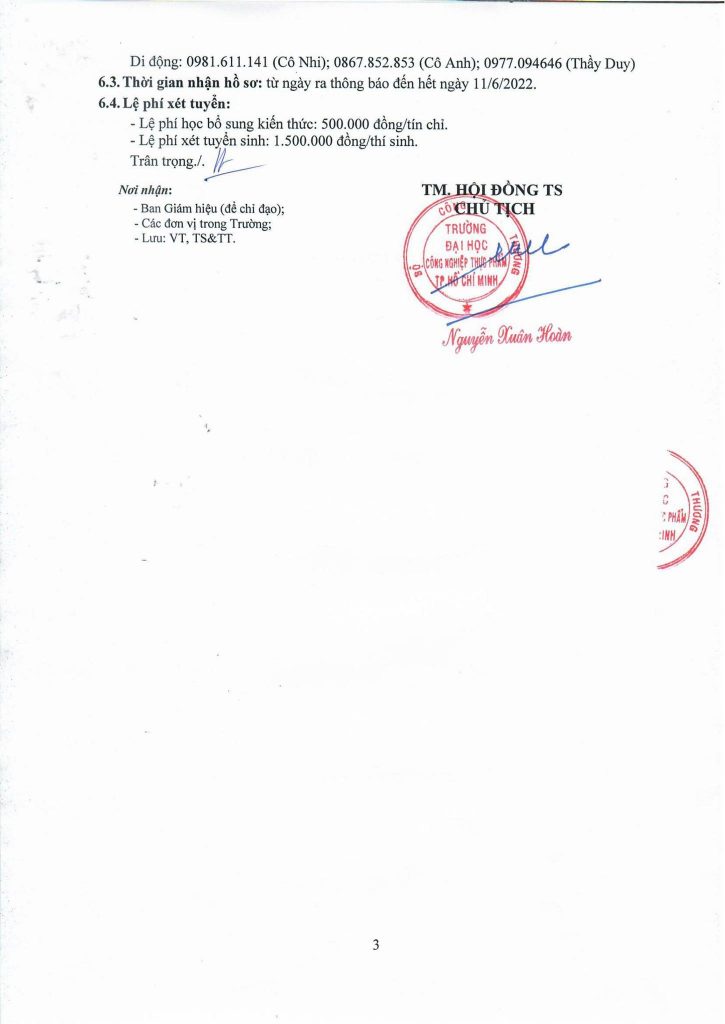 Di động: 0981.611.141 (Cô Nhi); 0867.852.853 (Cô Anh); 0977.094646 (Thầy Duy)
6.3. Thời gian nhận hồ sơ: từ ngày ra thông báo đến hết ngày 11/6/2022.
6.4. Lệ phí xét tuyển:
- Lệ phí học bổ sung kiến thức: 500.000 đồng/tín chỉ.
- Lệ phí xét tuyển sinh: 1.500.000 đồng/thí sinh.
Trân trọng./.
Nơi nhận:
- Ban Giám hiệu (để chỉ đạo);
- Các đơn vị trong Trường;
- Lưu: VT, TS&TT.
TM. HỘI ĐỒNG TS
CHỦ TỊCH
BỘ CÔNG THƯƠNG
TRƯỜNG
ĐẠI HỌC
CÔNG NGHIỆP THỰC PHẨM
TP.HỒ CHÍ MINH
Nguyễn Xuân Hoàn
THƯƠNG
C PHẨM
INH
3